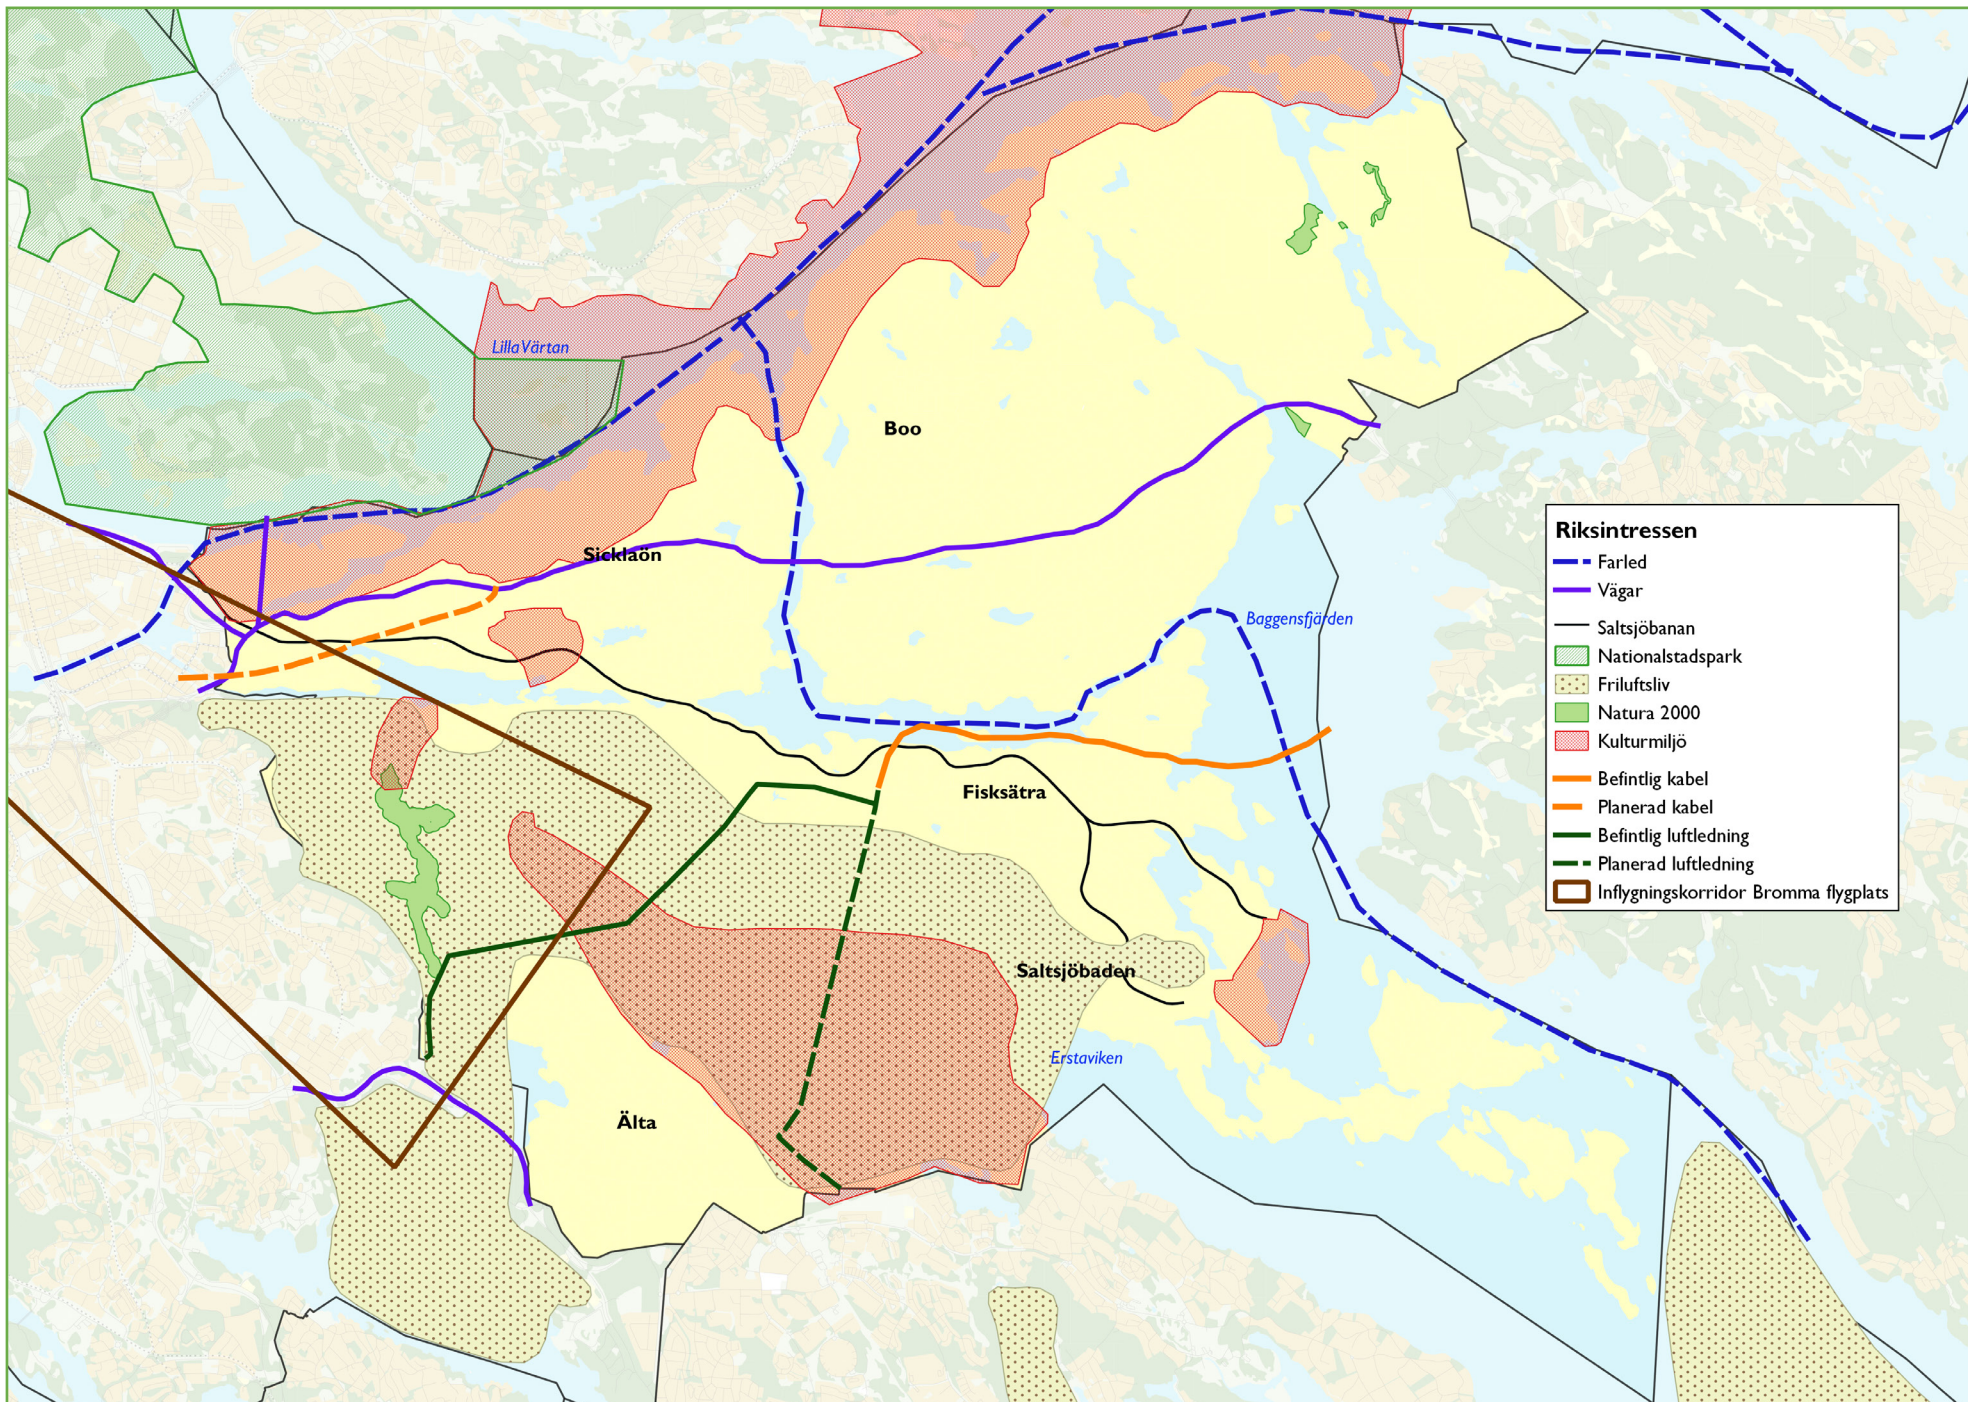 Lilla Värtan
Boo
Sicklaön
Baggensfjärden
Fisksätra
Saltsjöbaden
Erstaviken
Älta
Riksintressen
Farled
Vägar
Saltsjöbanan
Nationalstadspark
Friluftsliv
Natura 2000
Kulturmiljö
Befintlig kabel
Planerad kabel
Befintlig luftledning
Planerad luftledning
Inflygningskorridor Bromma flygplats